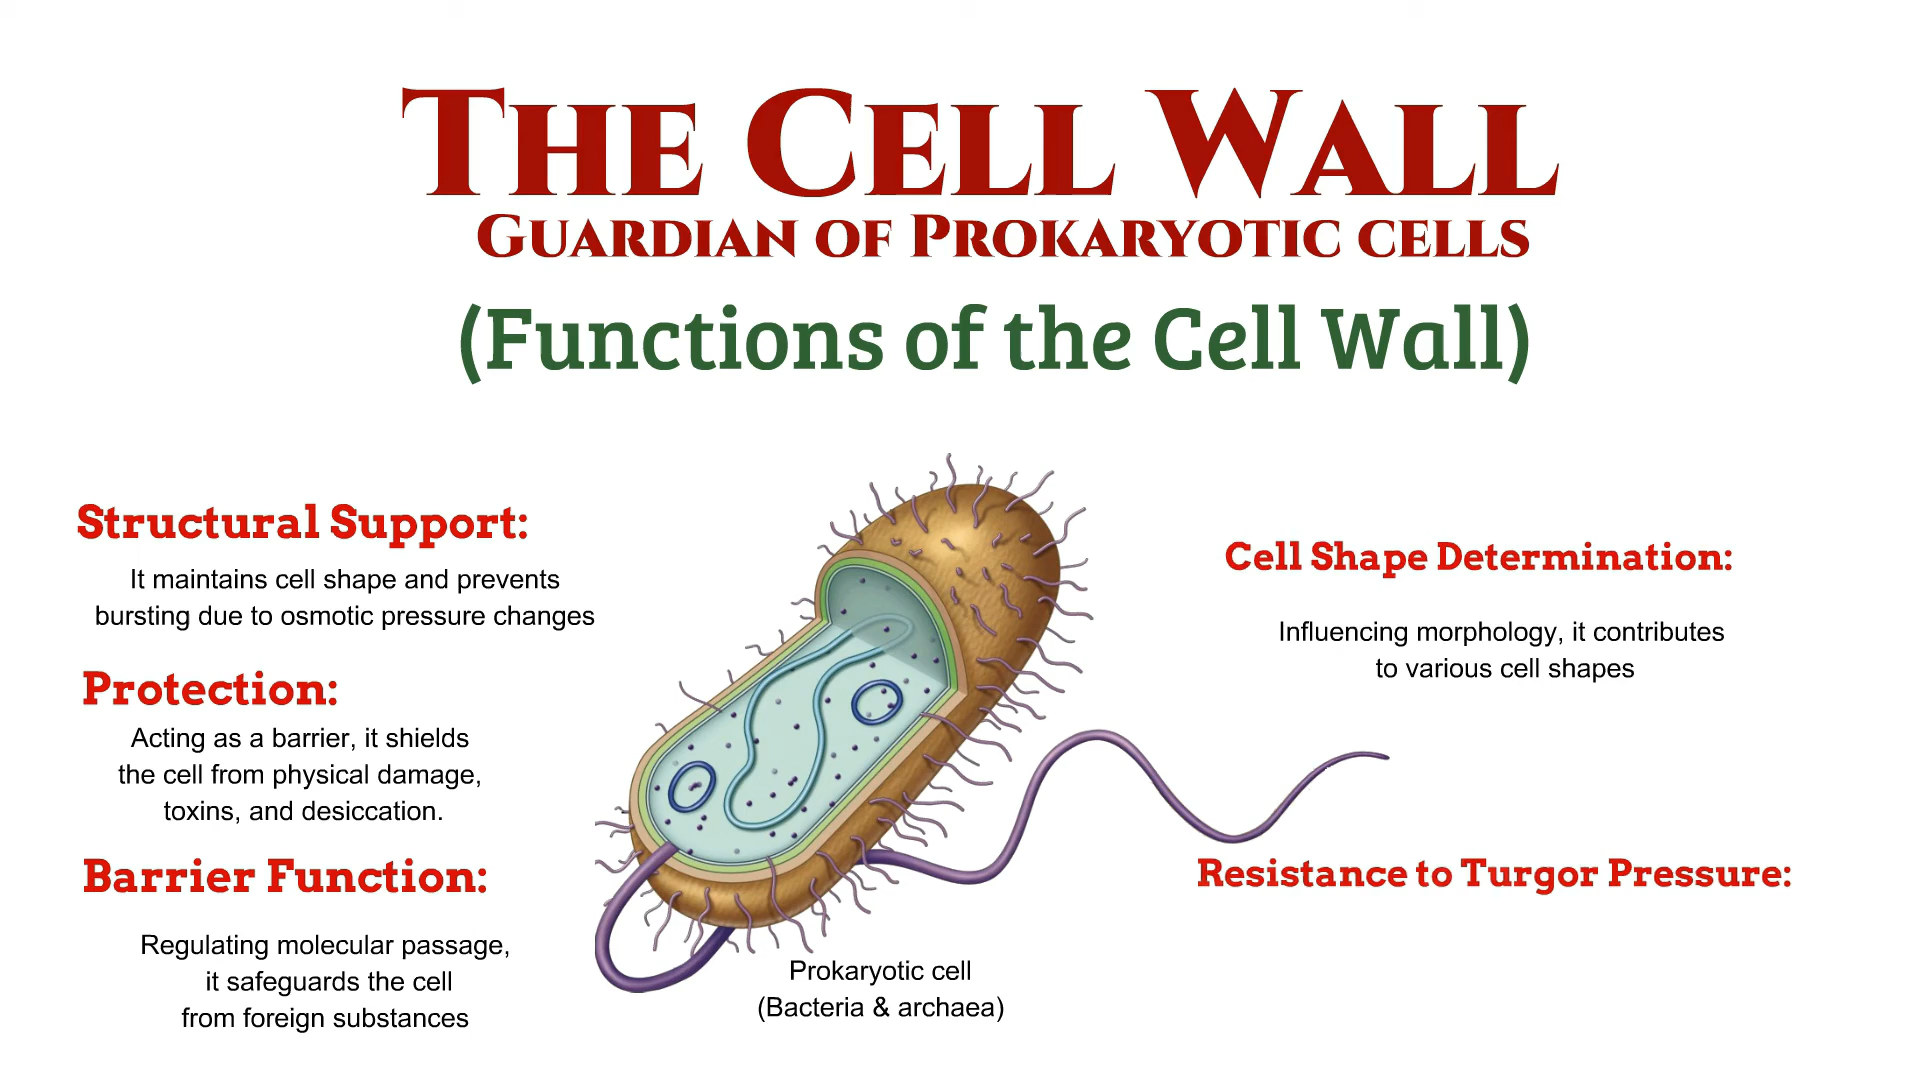 The Cell Wall
Guardian of Prokaryotic cells
(Functions of the Cell Wall)
Structural Support:
It maintains cell shape and prevents
bursting due to osmotic pressure changes
Protection:
Acting as a barrier, it shields
the cell from physical damage,
toxins, and desiccation.
Barrier Function:
Regulating molecular passage,
it safeguards the cell
from foreign substances
Prokaryotic cell
(Bacteria & archaea)
Cell Shape Determination:
Influencing morphology, it contributes
to various cell shapes
Resistance to Turgor Pressure: